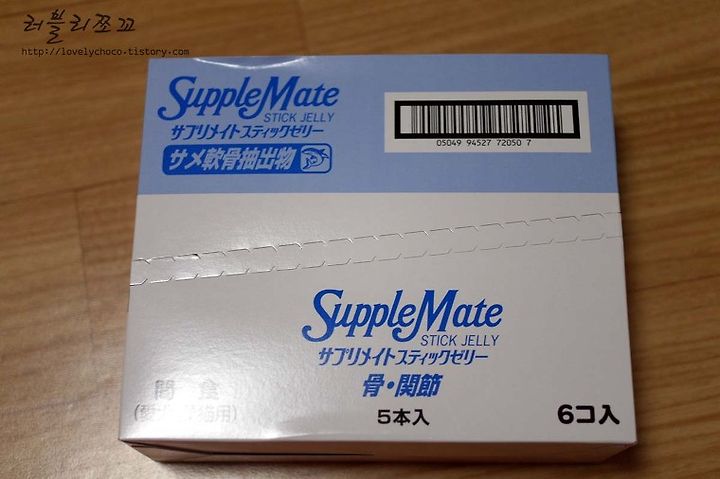 러블리쪼꼬
http://lovelychoco.tistory.com
SuppleMate
STICK JELLY
サプリメイトスティックゼリー
サメ軟骨抽出物
05049 94527 72050 7
SuppleMate
STICK JELLY
サプリメイトスティックゼリー
骨・関節
間食
5本入
6コ入